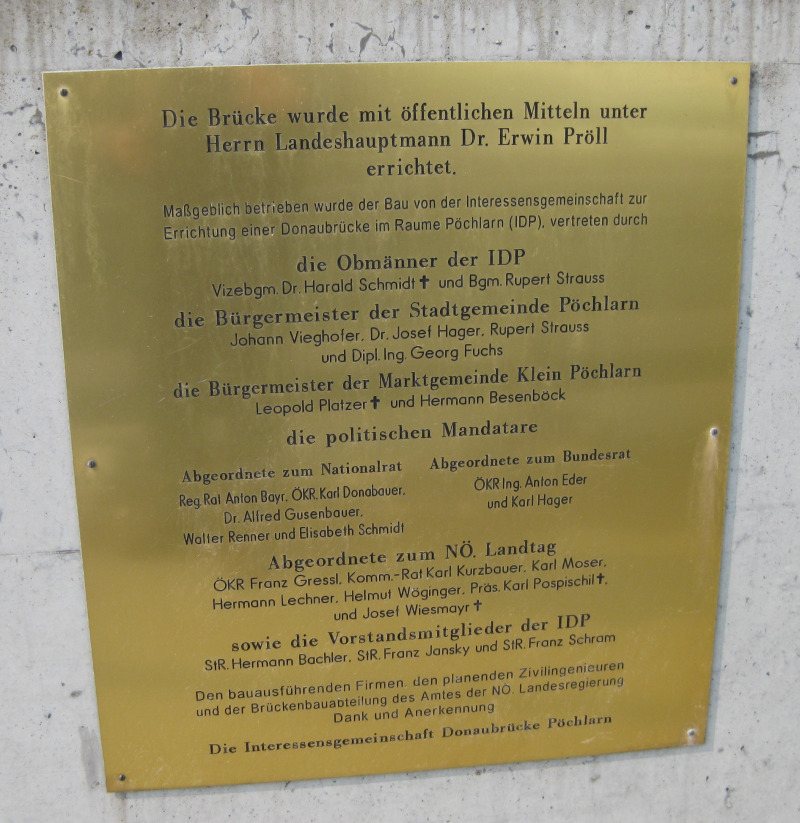 Die Brücke wurde mit öffentlichen Mitteln unter
Herrn Landeshauptmann Dr. Erwin Pröll
errichtet.
Maßgeblich betrieben wurde der Bau von der Interessensgemeinschaft zur
Errichtung einer Donaubrücke im Raume Pöchlarn (IDP), vertreten durch
die Obmänner der IDP
Vizebgm. Dr. Harald Schmidt✝ und Bgm. Rupert Strauss
die Bürgermeister der Stadtgemeinde Pöchlarn
Johann Vieghofer, Dr. Josef Hager, Rupert Strauss
und Dipl. Ing. Georg Fuchs
die Bürgermeister der Marktgemeinde Klein Pöchlarn
Leopold Platzer✝ und Hermann Besenböck
die politischen Mandatare
Abgeordnete zum Nationalrat
Reg. Rat Anton Bayr, ÖKR. Karl Donabauer,
Dr. Alfred Gusenbauer,
Walter Renner und Elisabeth Schmidt
Abgeordnete zum Bundesrat
ÖKR Ing. Anton Eder
und Karl Hager
Abgeordnete zum NÖ. Landtag
ÖKR Franz Gressl, Komm.-Rat Karl Kurzbauer, Karl Moser,
Hermann Lechner, Helmut Wöginger, Präs. Karl Pospischil✝,
und Josef Wiesmayr✝
sowie die Vorstandsmitglieder der IDP
StR. Hermann Bachler, StR. Franz Jansky und StR. Franz Schram
Den bauausführenden Firmen, den planenden Zivilingenieuren
und der Brückenbauabteilung des Amtes der NÖ. Landesregierung
Dank und Anerkennung
Die Interessensgemeinschaft Donaubrücke Pöchlarn